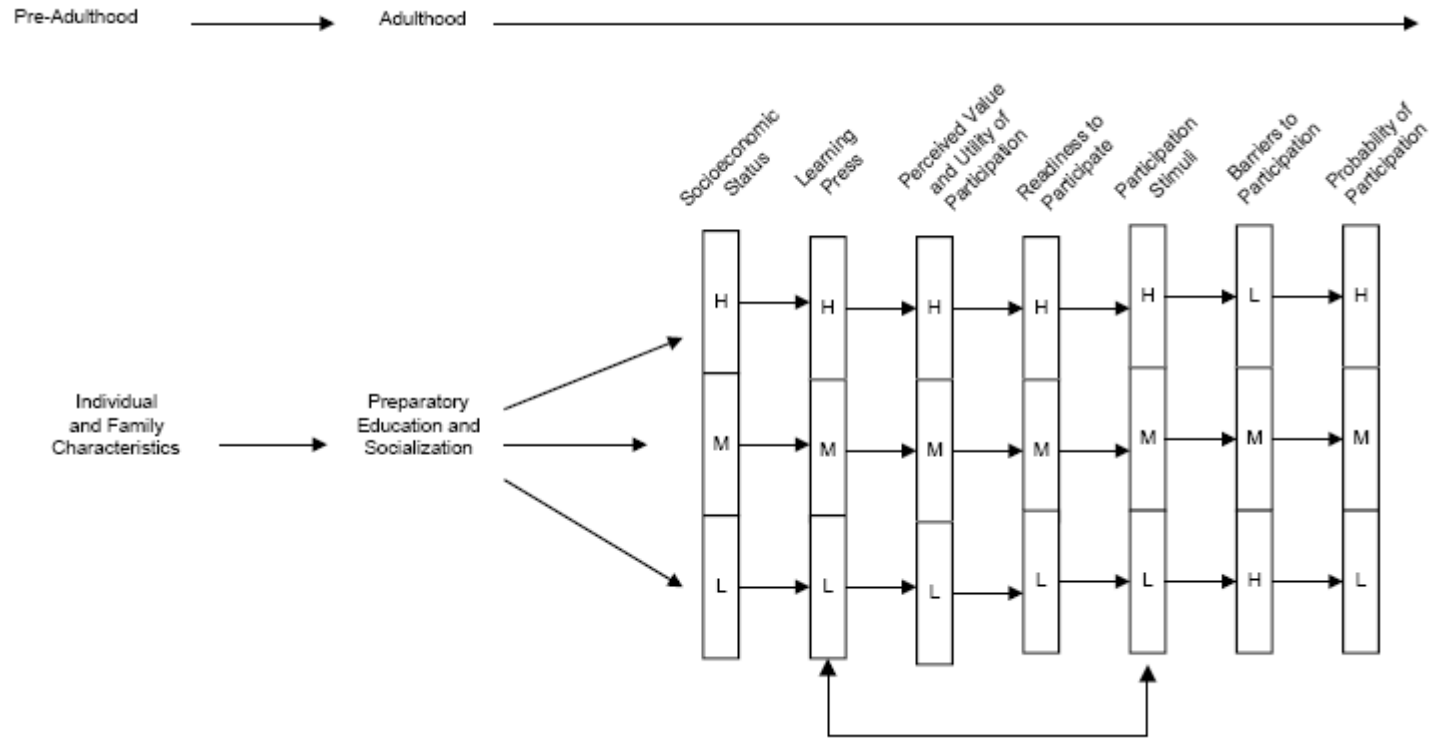 Pre-Adulthood
Adulthood
Socioeconomic
Status
Learning
Press
Perceived Value
and Utility of
Participation
Readiness to
Participate
Participation
Stimuli
Barriers to
Participation
Probability of
Participation
H
H
H
H
H
L
H
Individual
and Family
Characteristics
Preparatory
Education and
Socialization
M
M
M
M
M
M
M
L
L
L
L
L
H
L